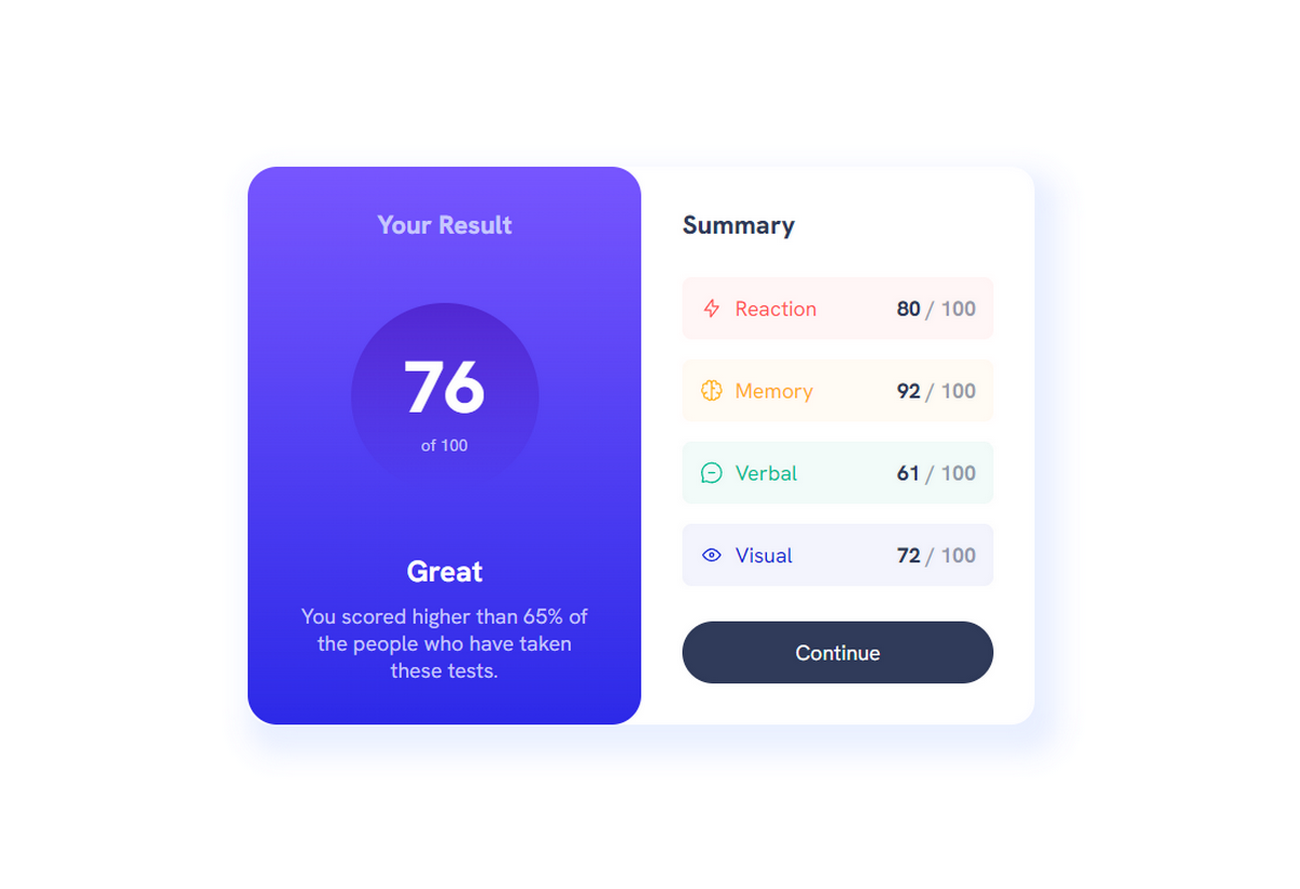 Your Result
76
of 100
Great
You scored higher than 65% of
the people who have taken
these tests.
Summary
Reaction 80 / 100
Memory 92 / 100
Verbal 61 / 100
Visual 72 / 100
Continue